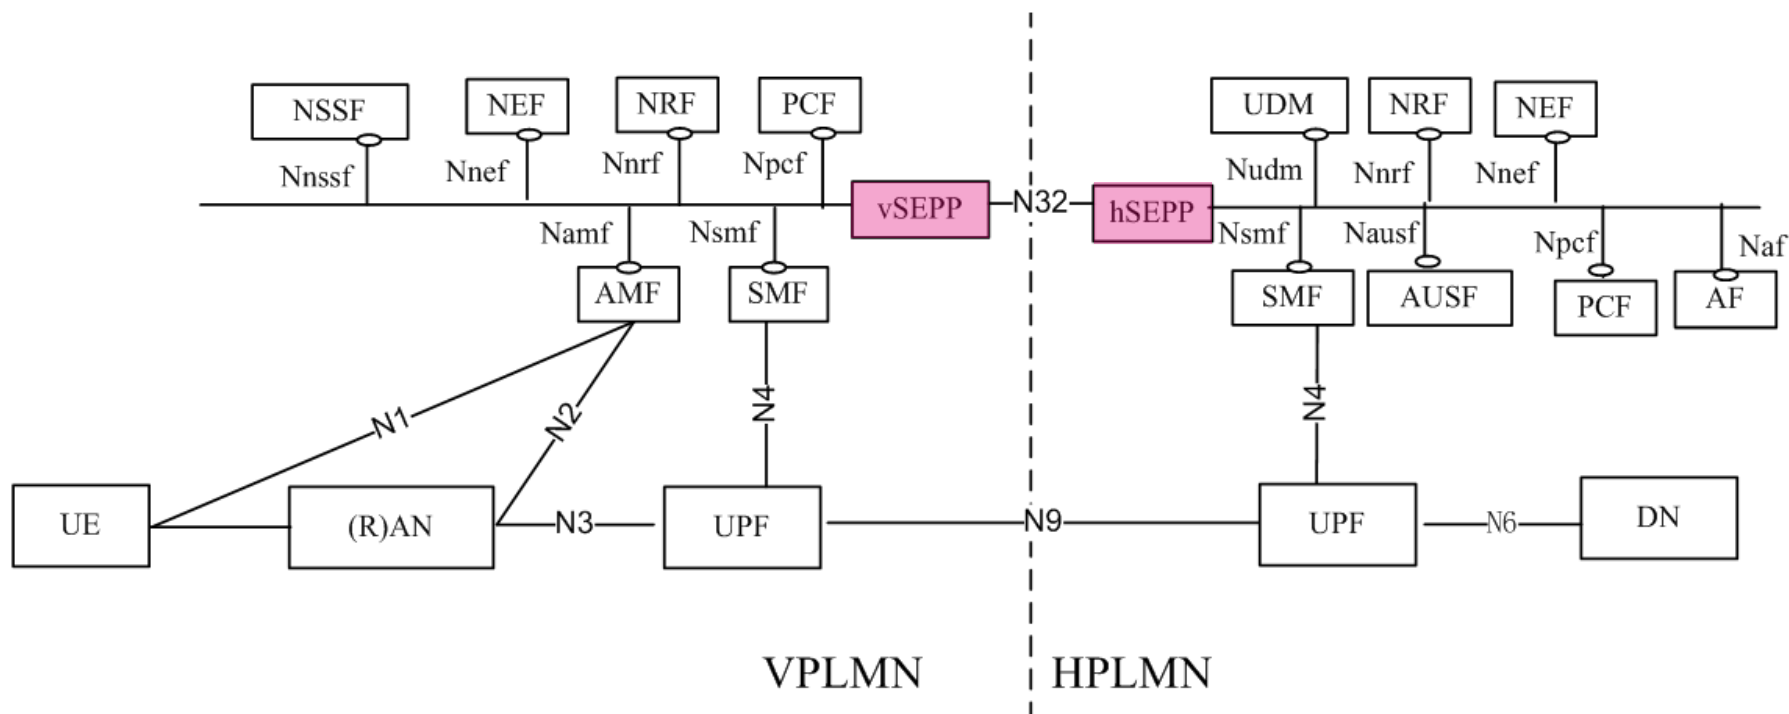 NSSF
NEF
NRF
PCF
UDM
NRF
NEF
Nnssf
Nnef
Nnrf
Npcf
Nudm
Nnrf
Nnef
vSEPP
N32
hSEPP
Namf
Nsmf
Nsmf
Nausf
Npcf
Naf
AMF
SMF
SMF
AUSF
PCF
AF
N1
N2
N4
N4
UE
(R)AN
N3
UPF
N9
UPF
N6
DN
VPLMN
HPLMN